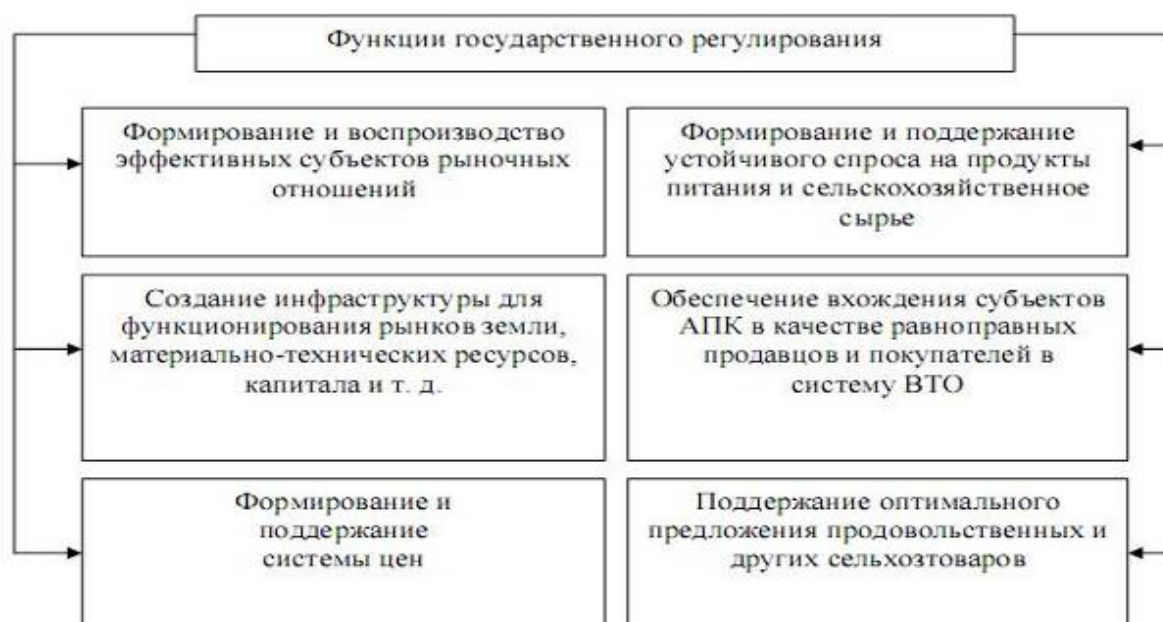 Функции государственного регулирования
Формирование и воспроизводство
эффективных субъектов рыночных
отношений
Формирование и поддержание
устойчивого спроса на продукты
питания и сельскохозяйственное
сырье
Создание инфраструктуры для
функционирования рынков земли,
материально-технических ресурсов,
капитала и т. д.
Обеспечение вхождения субъектов
АПК в качестве равноправных
продавцов и покупателей в
систему ВТО
Формирование и
поддержание
системы цен
Поддержание оптимального
предложения продовольственных и
других сельхозтоваров